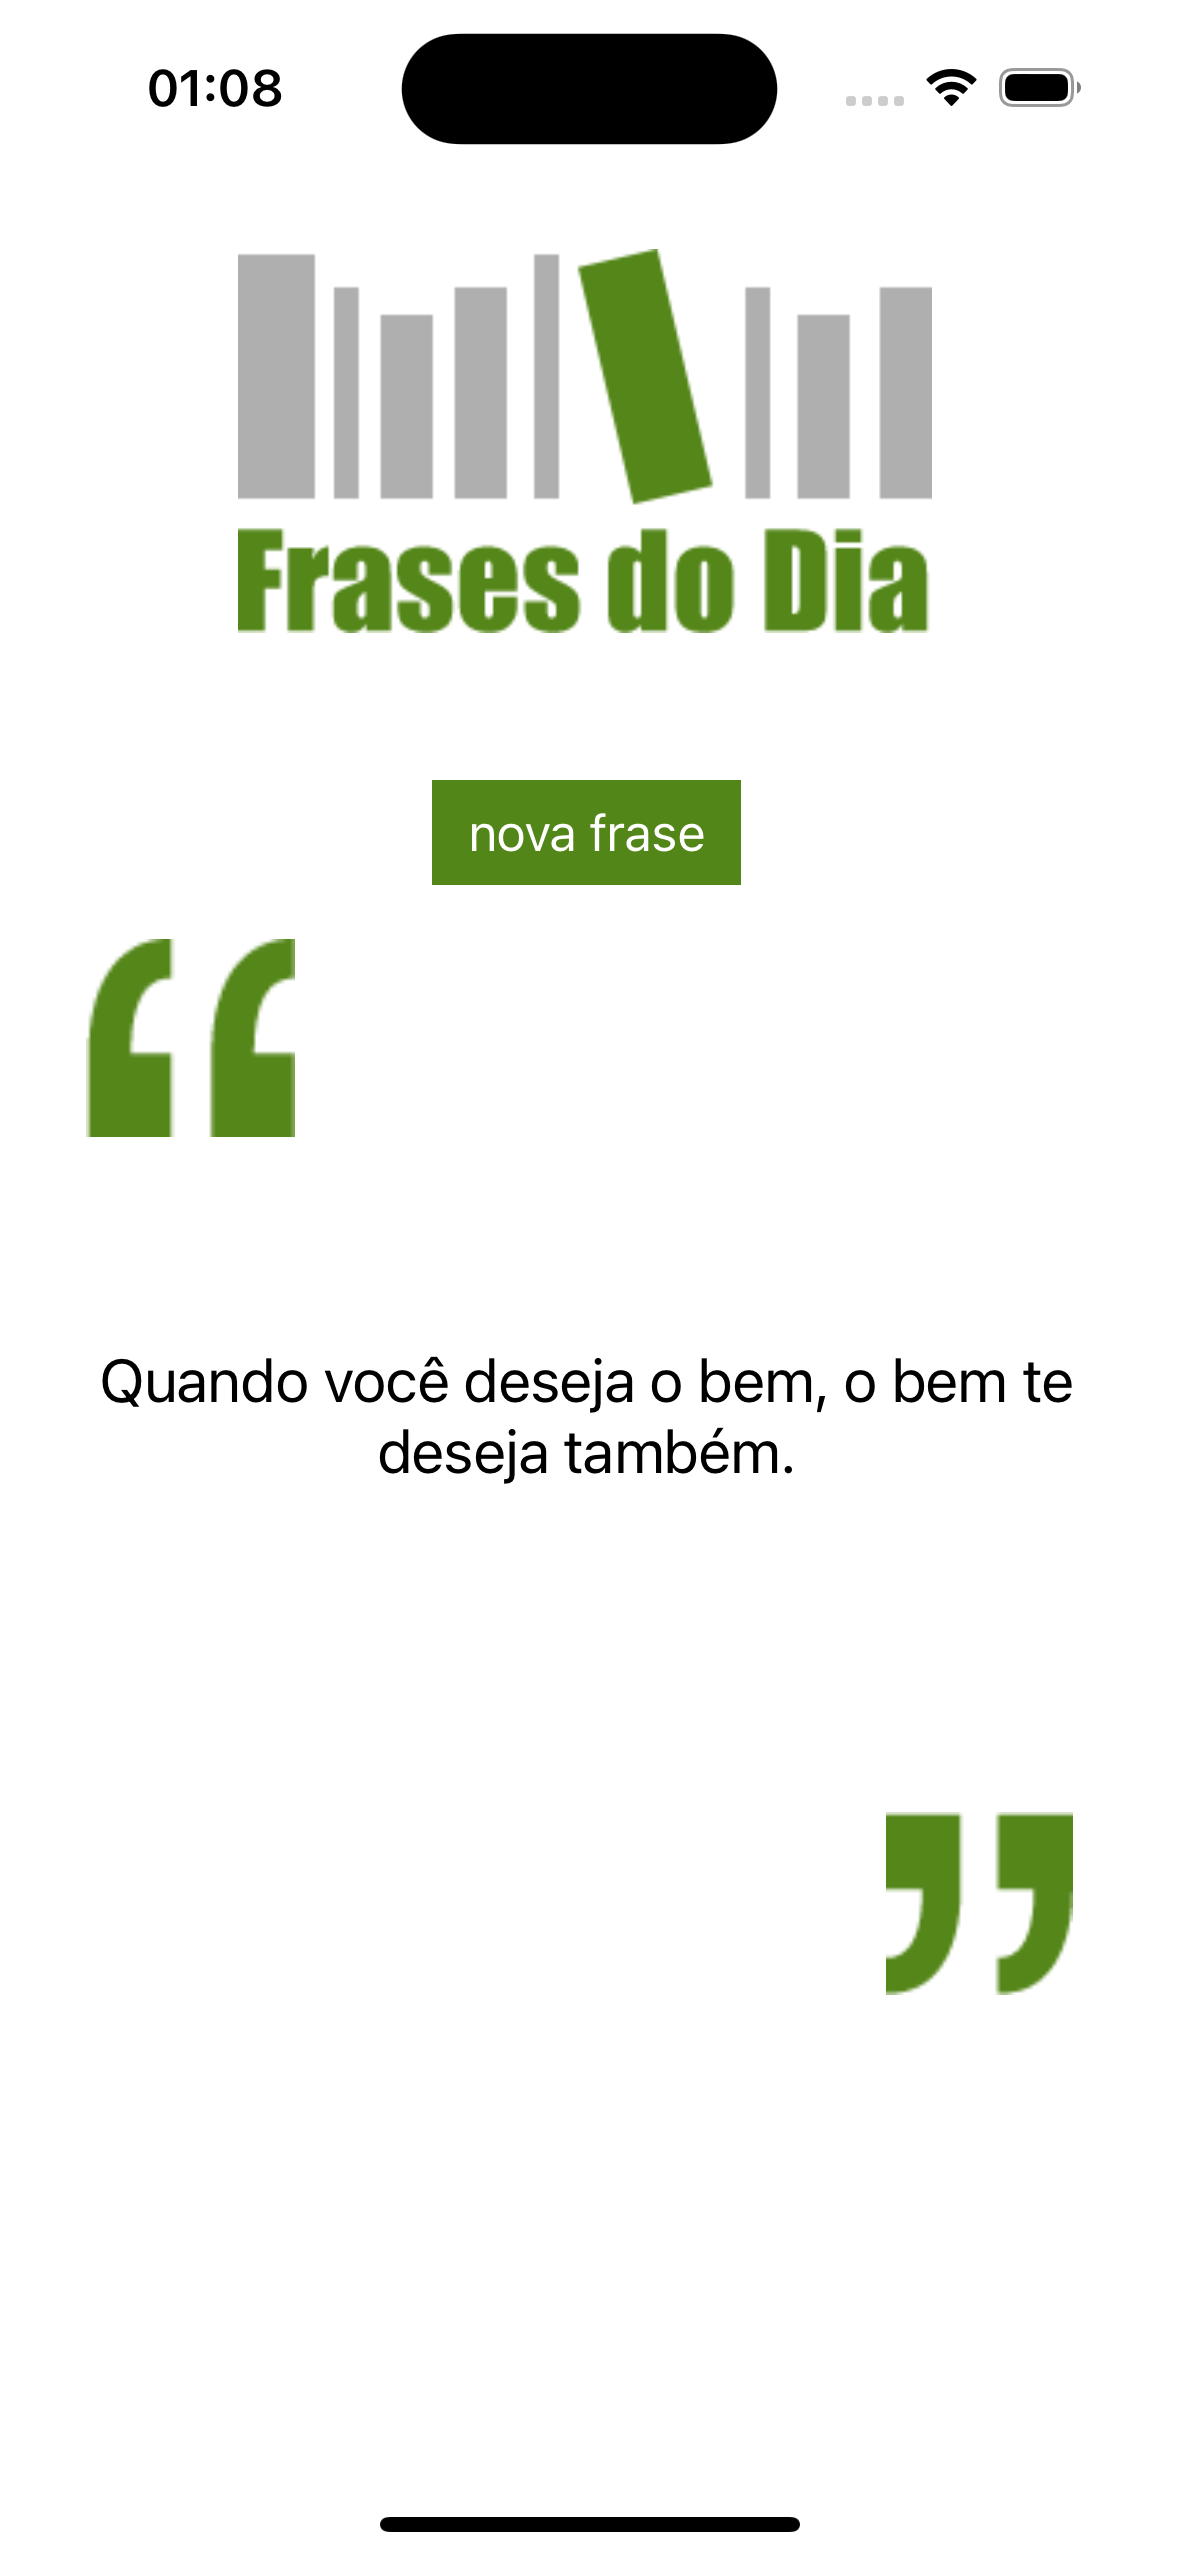 01:08
Frases do Dia
nova frase
“
Quando você deseja o bem, o bem te
deseja também.
”